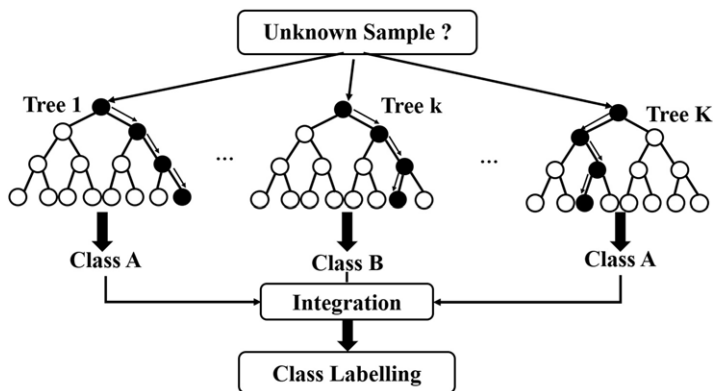 Unknown Sample ?
Tree 1
Tree k
Tree K
...
...
Class A
Class B
Class A
Integration
Class Labelling